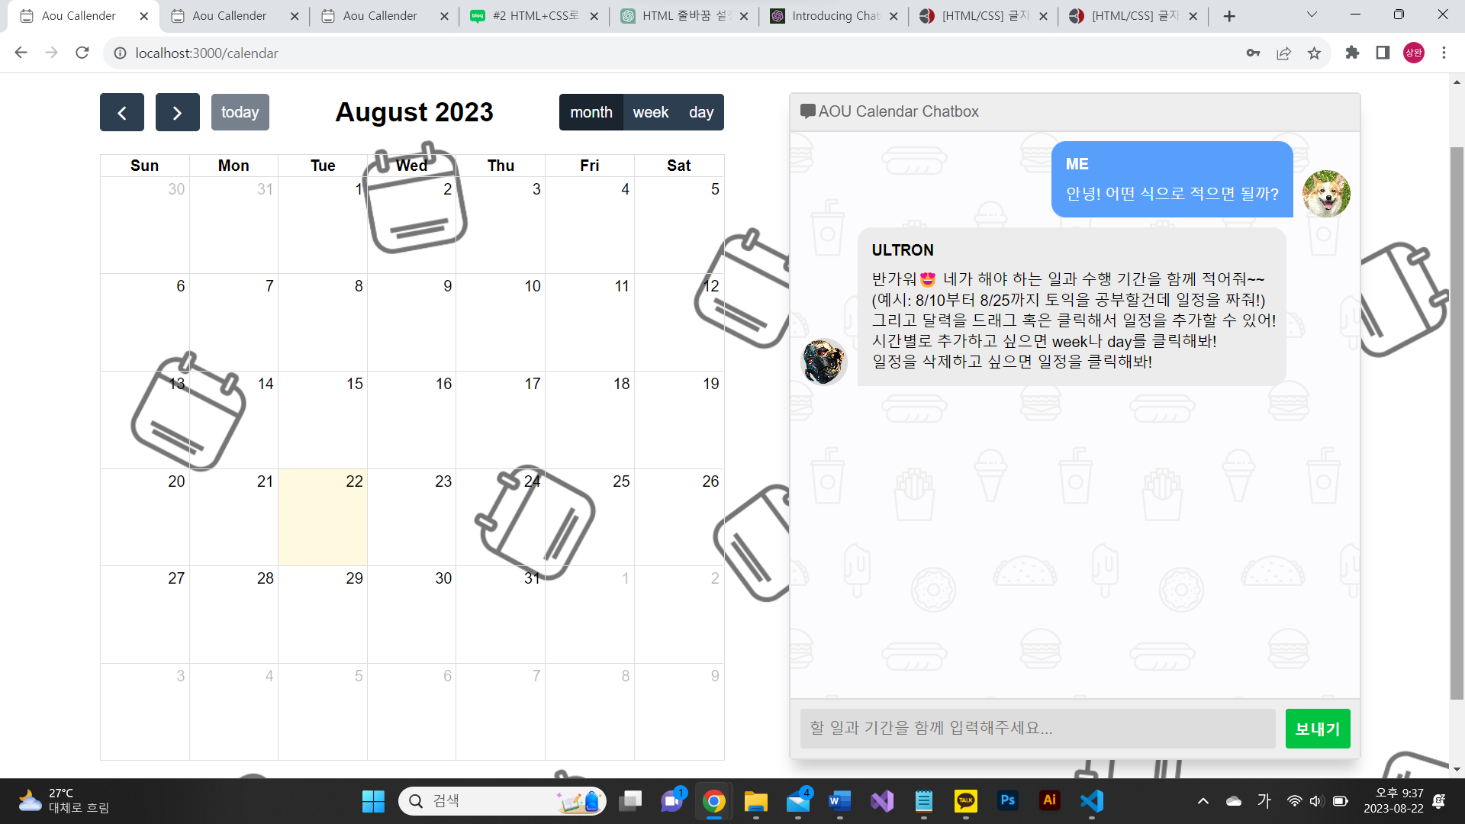 Aou Callender
Aou Callender
Aou Callender
#2 HTML+CSS로
HTML 줄바꿈 설
Introducing Chat
[HTML/CSS] 글자
[HTML/CSS] 글자
localhost:3000/calendar
상완
today
August 2023
month week day
Sun Mon Tue Wed Thu Fri Sat
30 31 1 2 3 4 5
6 7 8 9 10 11 12
13 14 15 16 17 18 19
20 21 22 23 24 25 26
27 28 29 30 31 1 2
3 4 5 6 7 8 9
AOU Calendar Chatbox
ME
안녕! 어떤 식으로 적으면 될까?
ULTRON
반가워😍 네가 해야 하는 일과 수행 기간을 함께 적어줘~~
(예시: 8/10부터 8/25까지 토익을 공부할건데 일정을 짜줘!)
그리고 달력을 드래그 혹은 클릭해서 일정을 추가할 수 있어!
시간별로 추가하고 싶으면 week나 day를 클릭해봐!
일정을 삭제하고 싶으면 일정을 클릭해봐!
할 일과 기간을 함께 입력해주세요...
보내기
27°C
대체로 흐림
검색
1
4
W
TALK
Ps
Ai
가
오후 9:37
2023-08-22